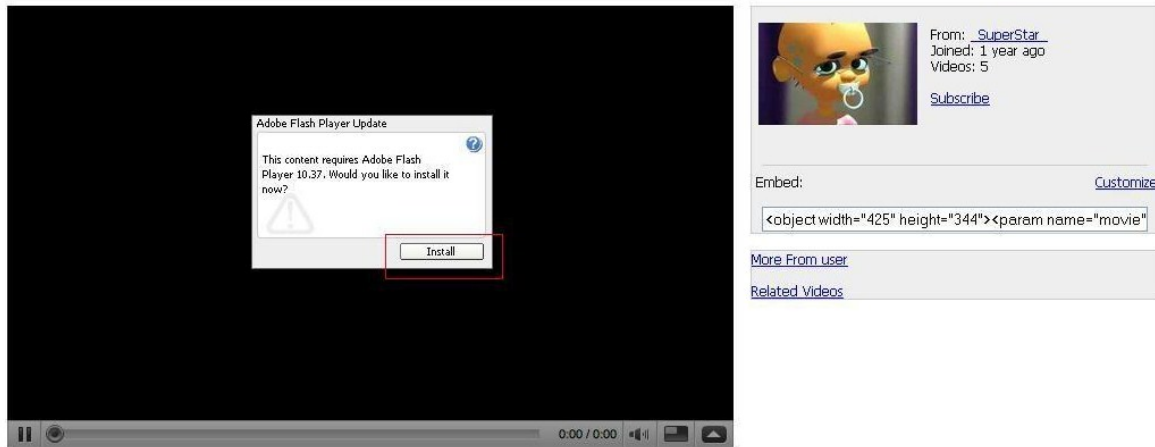 Adobe Flash Player Update
This content requires Adobe Flash
Player 10.37. Would you like to install it
now?
Install
0:00 / 0:00
From: _SuperStar_
Joined: 1 year ago
Videos: 5
Subscribe
Embed:
Customize
<object width="425" height="344"><param name="movie"
More From user
Related Videos